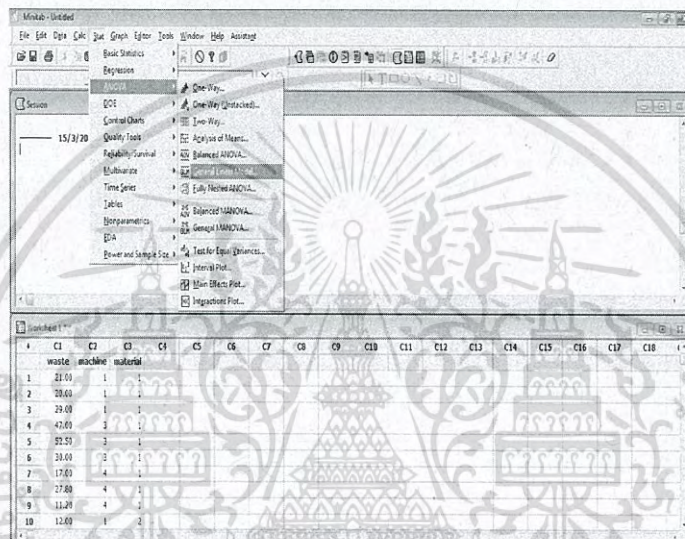 Minitab - Untitled
File Edit Data Calc Stat Graph Editor Tools Window Help Assistant
Basic Statistics
Regression
ANOVA
DOE
Control Charts
Quality Tools
Reliability/Survival
Multivariate
Time Series
Tables
Nonparametrics
EDA
Power and Sample Size
One-Way...
One-Way (Unstacked)...
Two-Way...
Analysis of Means...
Balanced ANOVA...
General Linear Model...
Fully Nested ANOVA...
Balanced MANOVA...
General MANOVA...
Test for Equal Variances...
Interval Plot...
Main Effects Plot...
Interactions Plot...
Session
15/3/20
Worksheet 1 ***
C1 C2 C3 C4 C5 C6 C7 C8 C9 C10 C11 C12 C13 C14 C15 C16 C17 C18
waste machine material
1 21.00 1 1
2 1 1
3 29.00 1 1
4 47.00 3 1
5 52.50 3 1
6 30.00 3 1
7 17.00 4 1
8 27.80 4 1
9 11.20 4 1
10 12.00 1 2